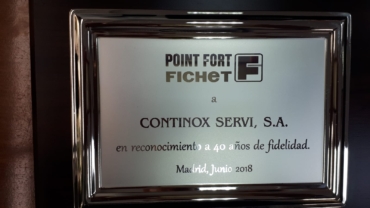 POINT FORT
FICHET F
a
CONTINOX SERVI, S.A.
en reconocimiento a 40 años de fidelidad.
Madrid, Junio 2018